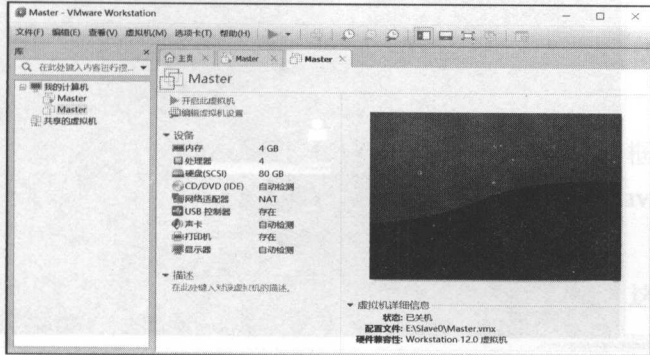 Master - VMware Workstation
文件(F) 编辑(E) 查看(V) 虚拟机(M) 选项卡(T) 帮助(H)
库
在此处键入内容进行搜...
我的计算机
Master
Master
共享的虚拟机
主页 Master Master
Master
开启此虚拟机
编辑虚拟机设置
设备
内存 4 GB
处理器 4
硬盘(SCSI) 80 GB
CD/DVD (IDE) 自动检测
网络适配器 NAT
USB 控制器 存在
声卡 自动检测
打印机 存在
显示器 自动检测
描述
在此处键入对该虚拟机的描述。
虚拟机详细信息
状态: 已关机
配置文件: E:\Slave0\Master.vmx
硬件兼容性: Workstation 12.0 虚拟机